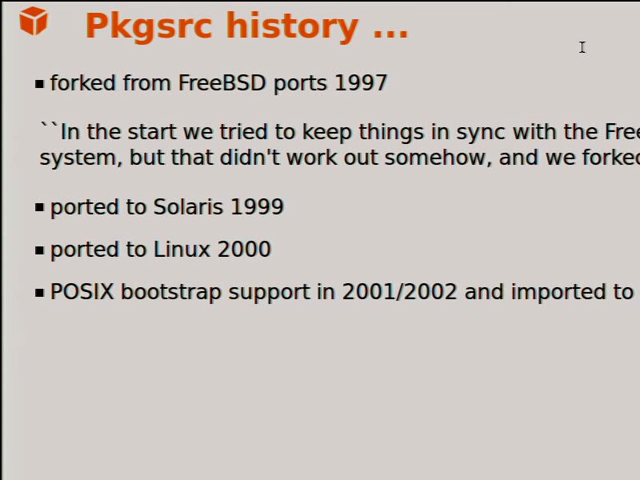 Pkgsrc history ...
▪ forked from FreeBSD ports 1997
``In the start we tried to keep things in sync with the Free
system, but that didn't work out somehow, and we forked
▪ ported to Solaris 1999
▪ ported to Linux 2000
▪ POSIX bootstrap support in 2001/2002 and imported to